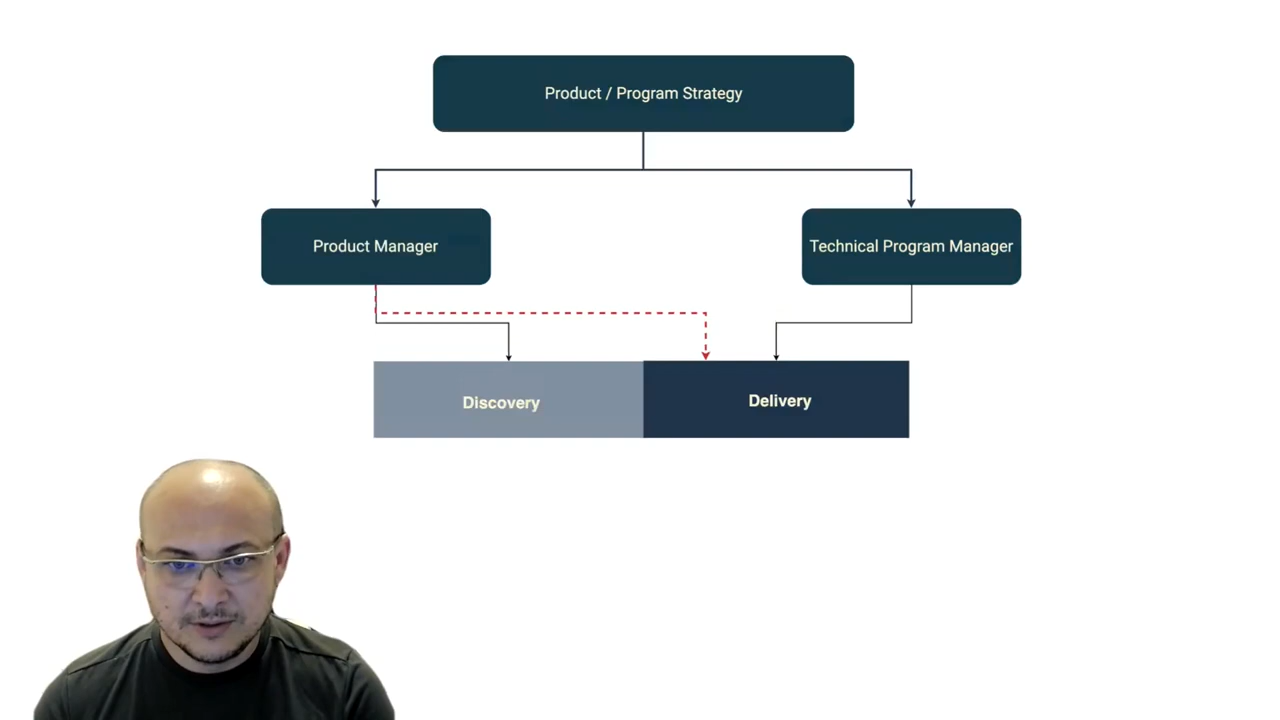 Product / Program Strategy
Product Manager
Technical Program Manager
Discovery
Delivery